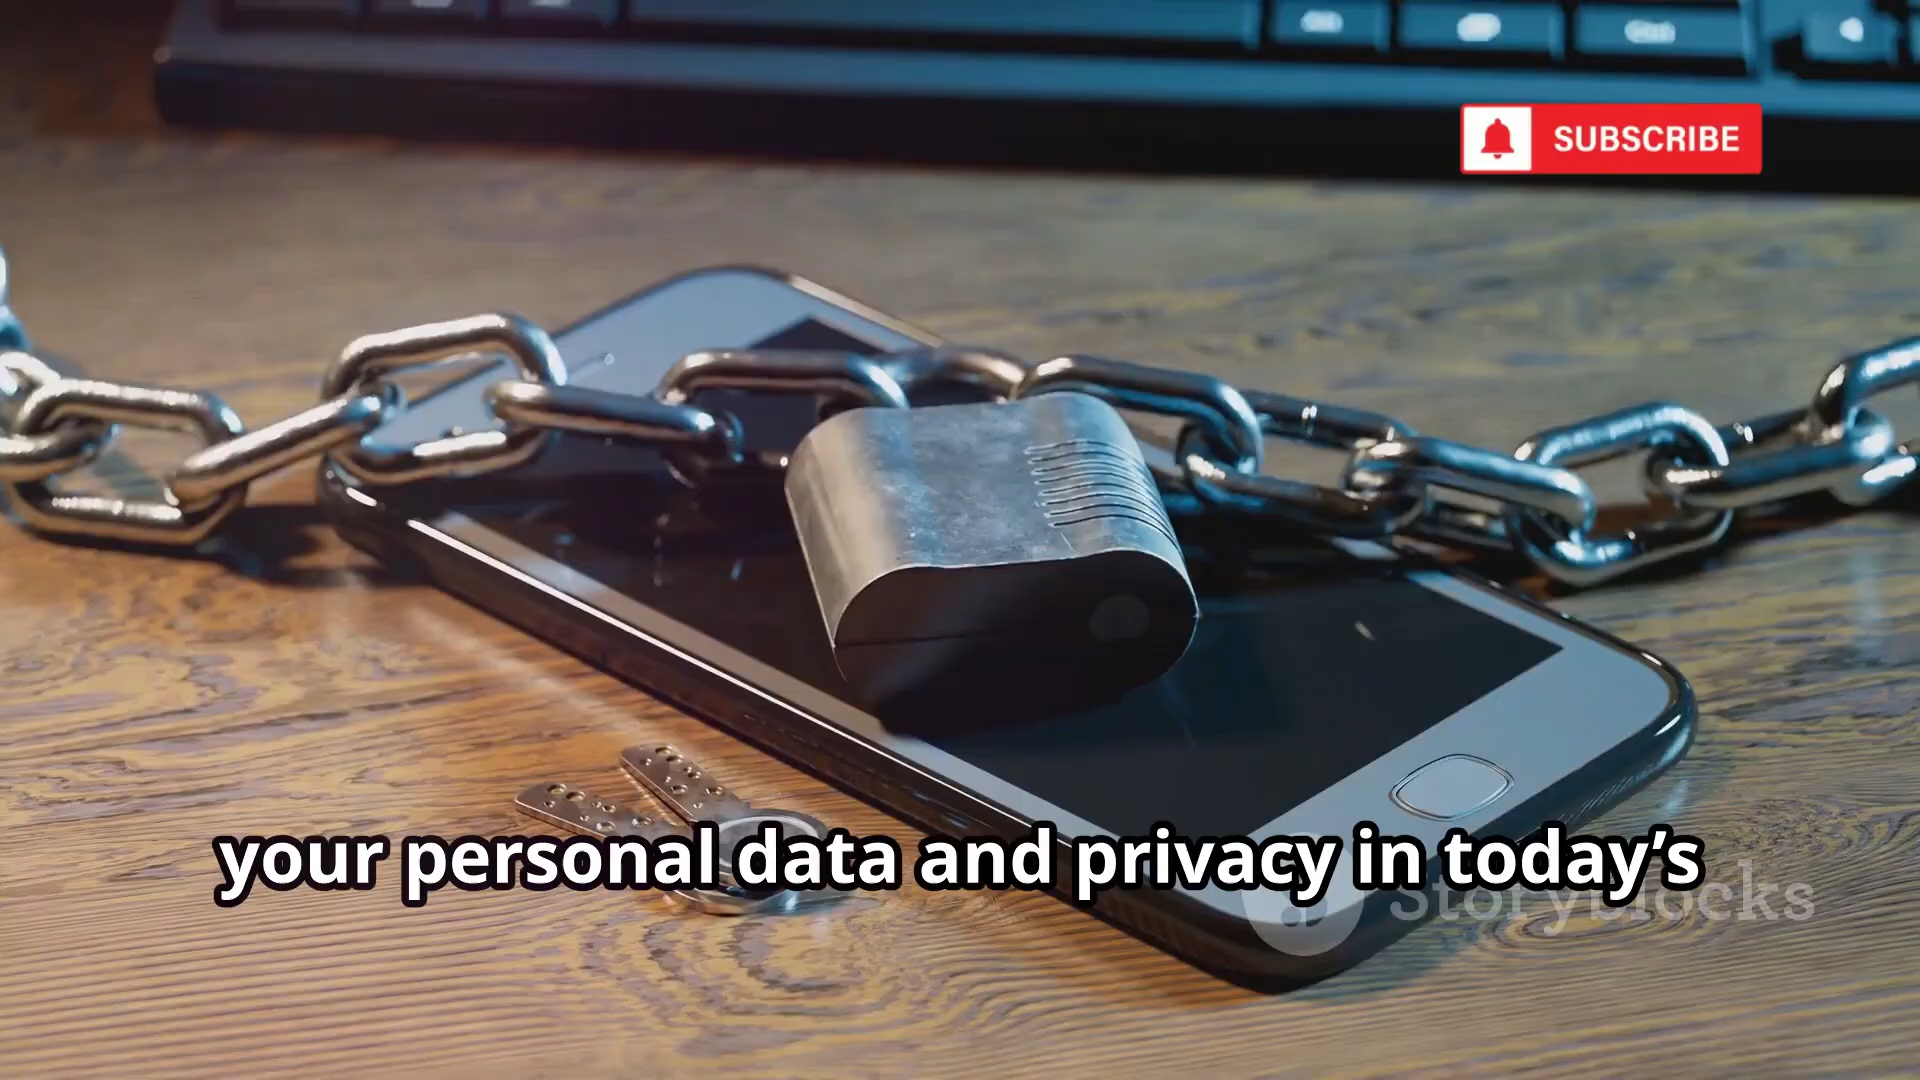 SUBSCRIBE
your personal data and privacy in today’s
Storyblocks